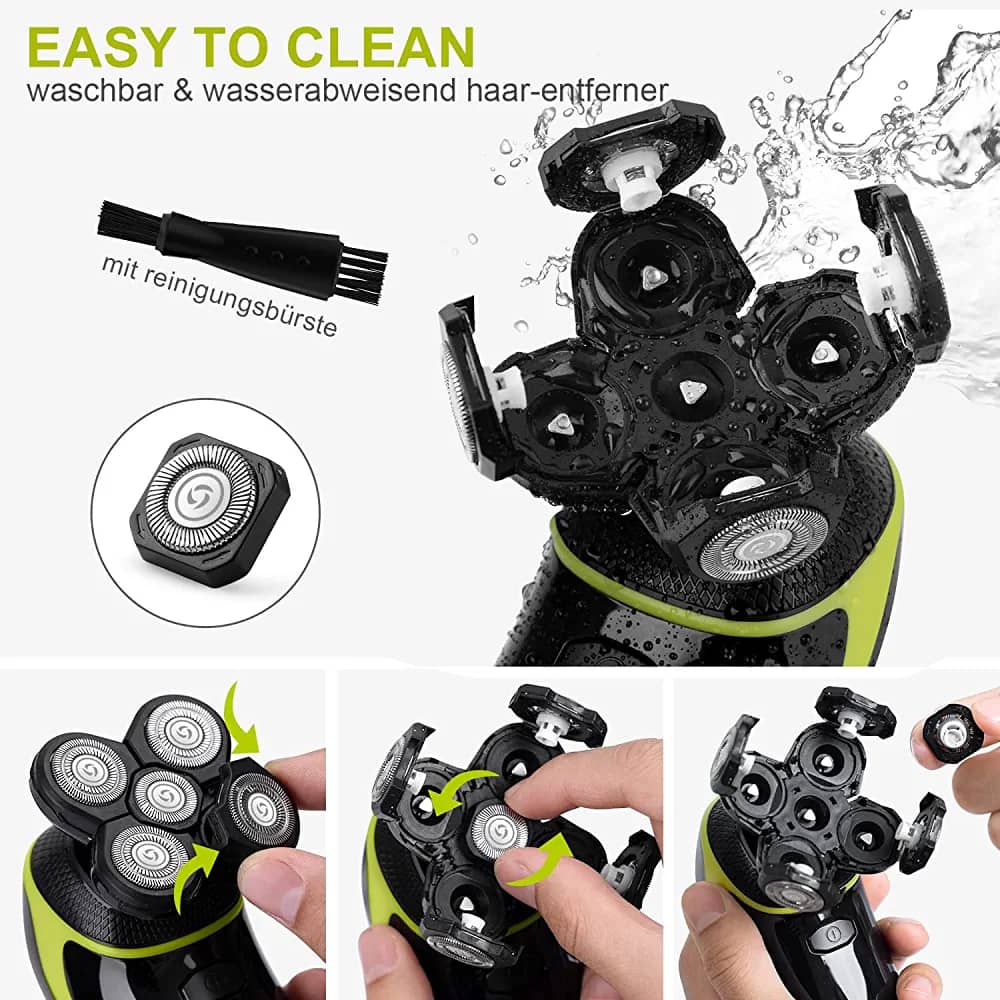 EASY TO CLEAN
waschbar & wasserabweisend haar-entferner
mit reinigungsbürste